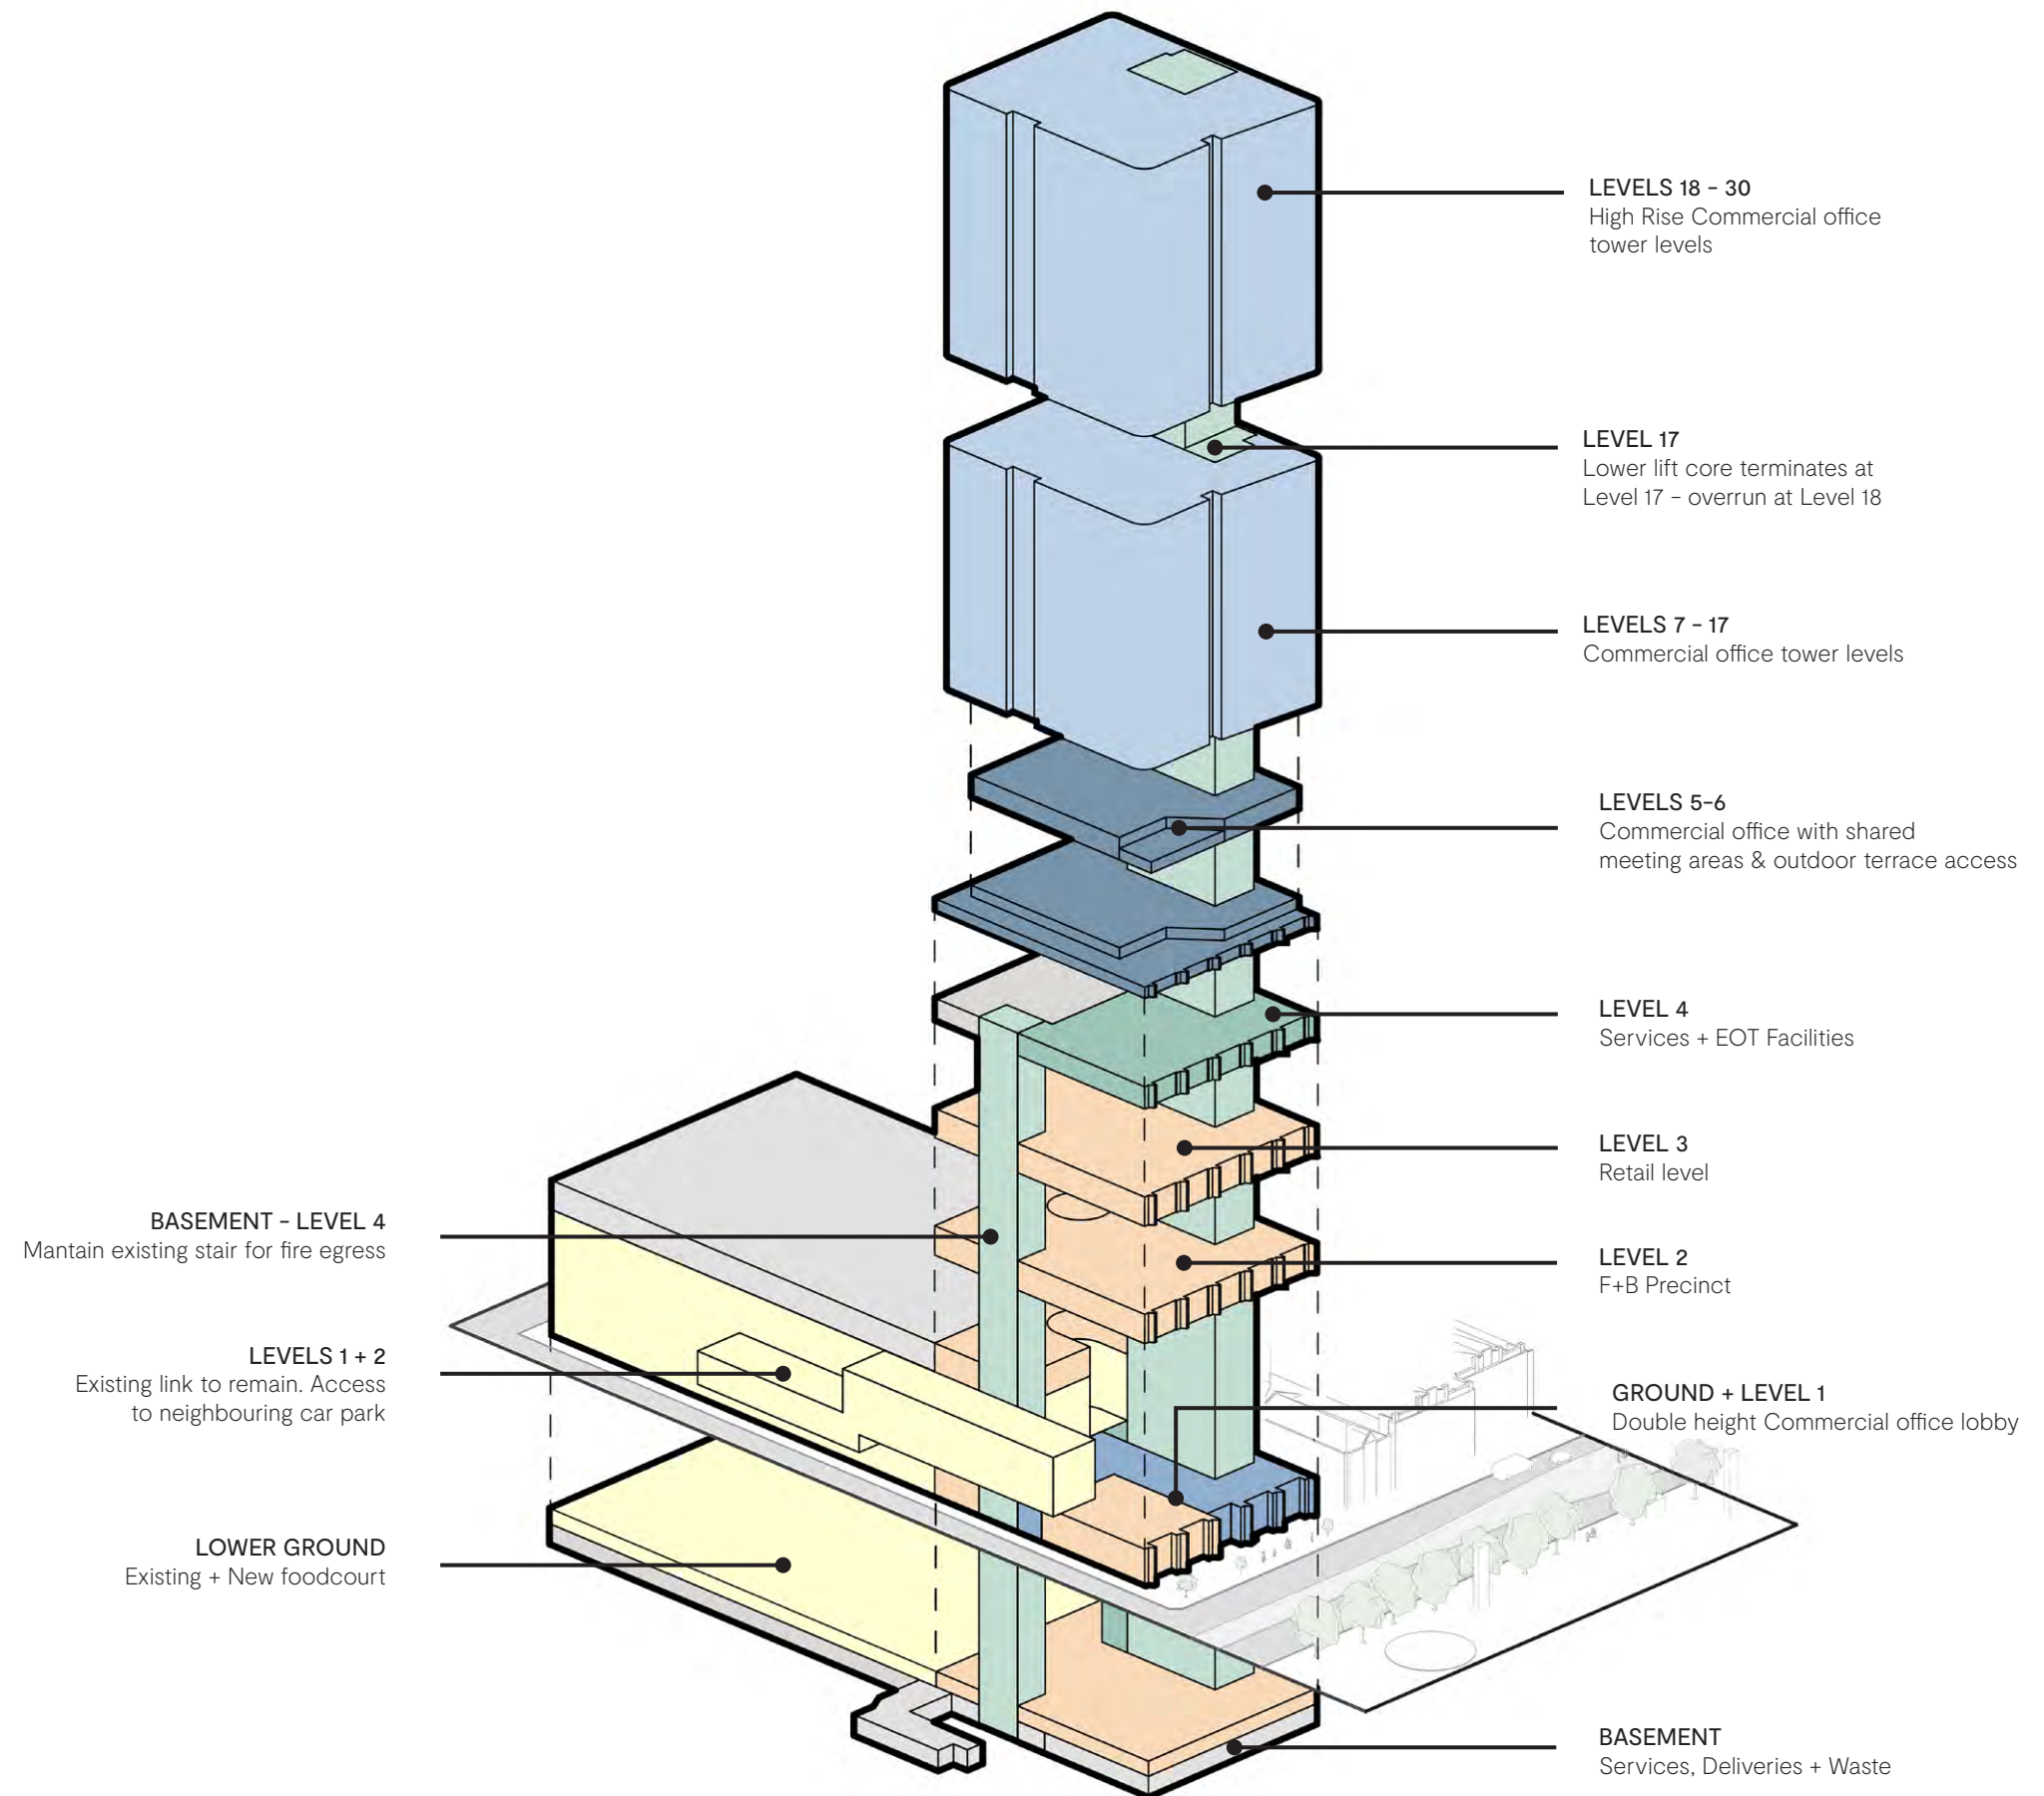 LEVELS 18 – 30
High Rise Commercial office
tower levels
LEVEL 17
Lower lift core terminates at
Level 17 – overrun at Level 18
LEVELS 7 – 17
Commercial office tower levels
LEVELS 5-6
Commercial office with shared
meeting areas & outdoor terrace access
LEVEL 4
Services + EOT Facilities
LEVEL 3
Retail level
BASEMENT – LEVEL 4
Mantain existing stair for fire egress
LEVEL 2
F+B Precinct
LEVELS 1 + 2
Existing link to remain. Access
to neighbouring car park
GROUND + LEVEL 1
Double height Commercial office lobby
LOWER GROUND
Existing + New foodcourt
BASEMENT
Services, Deliveries + Waste